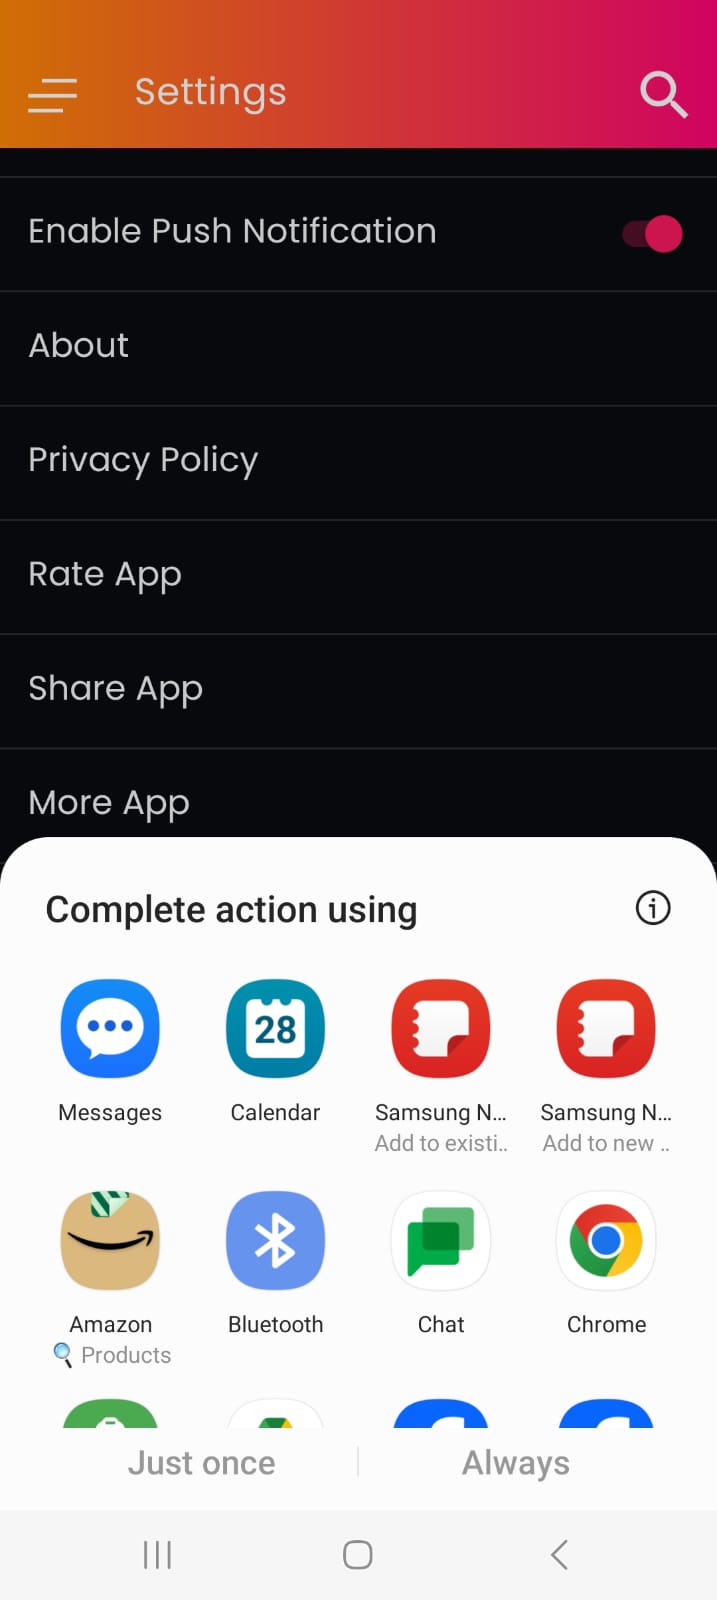 Settings
Enable Push Notification
About
Privacy Policy
Rate App
Share App
More App
Complete action using
28
Messages
Calendar
Samsung N...
Samsung N...
Add to existi..
Add to new ..
Amazon
Bluetooth
Chat
Chrome
Products
Just once
Always